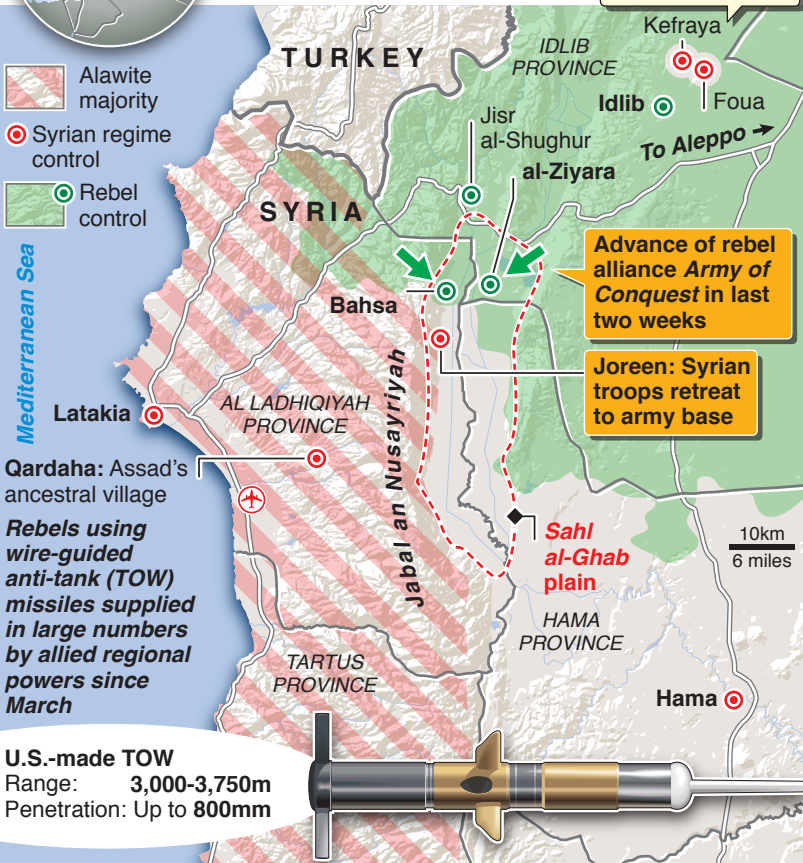 Kefraya
TURKEY
IDLIB
PROVINCE
Alawite
majority
Idlib
Foua
Syrian regime
control
Jisr
al-Shughur
To Aleppo
al-Ziyara
Rebel
control
SYRIA
Mediterranean Sea
Advance of rebel
alliance Army of
Conquest in last
two weeks
Bahsa
Joreen: Syrian
troops retreat
to army base
Jabal an Nusayriyah
AL LADHIQIYAH
PROVINCE
Latakia
Qardaha: Assad's
ancestral village
Rebels using
wire-guided
anti-tank (TOW)
missiles supplied
in large numbers
by allied regional
powers since
March
Sahl
al-Ghab
plain
10km
6 miles
HAMA
PROVINCE
TARTUS
PROVINCE
Hama
U.S.-made TOW
Range: 3,000-3,750m
Penetration: Up to 800mm